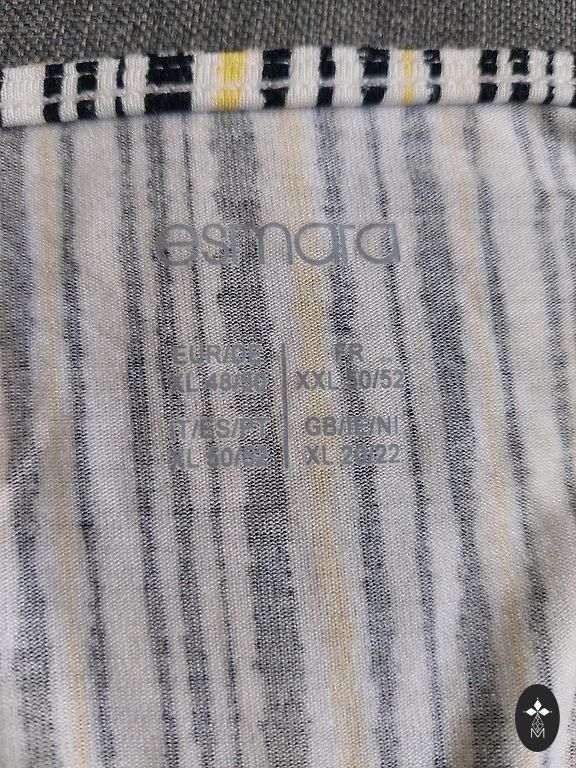 esmara
EUR/DE
XL 48/50
FR
XXL 50/52
IT/ES/PT
XL 50/52
GB/IE/NI
XL 20/22